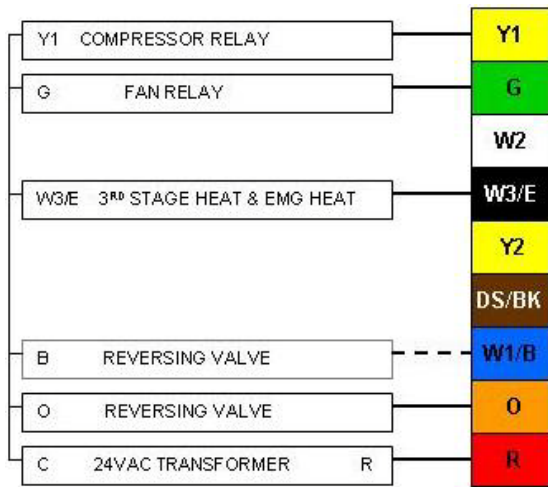 Y1 COMPRESSOR RELAY Y1
G FAN RELAY G
W2
W3/E 3RD STAGE HEAT & EMG HEAT W3/E
Y2
DS/BK
B REVERSING VALVE W1/B
O REVERSING VALVE O
C 24VAC TRANSFORMER R R